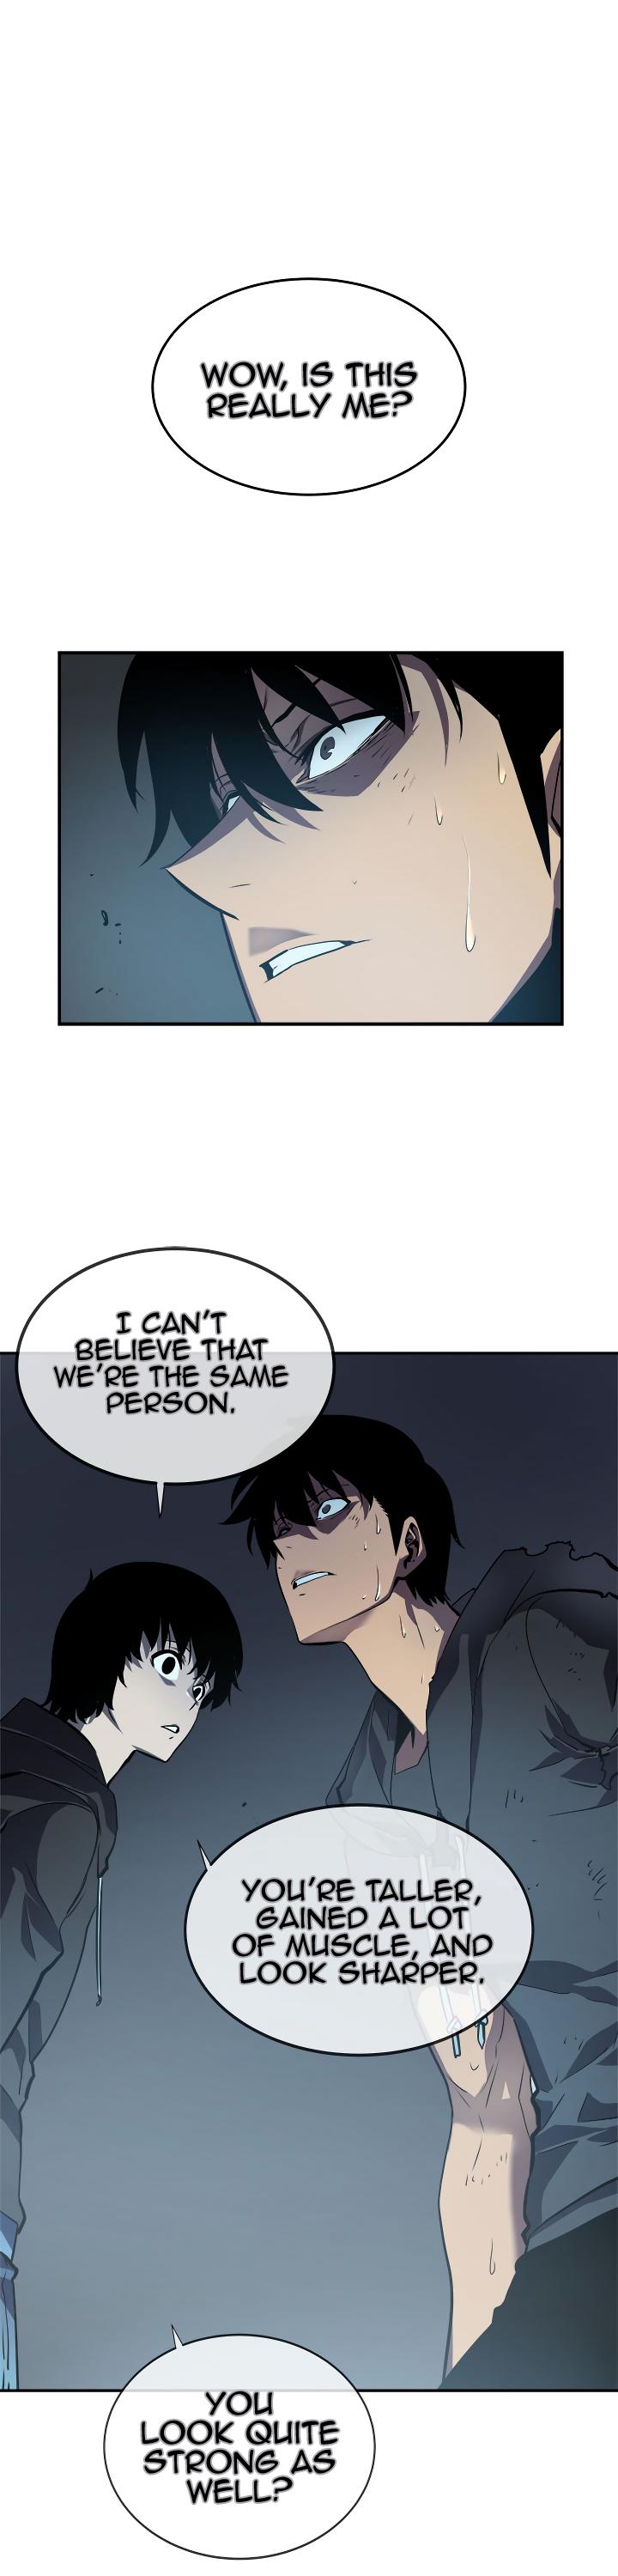 WOW, IS THIS
REALLY ME?
I CAN'T
BELIEVE THAT
WE'RE THE SAME
PERSON.
YOU'RE TALLER,
GAINED A LOT
OF MUSCLE, AND
LOOK SHARPER.
YOU
LOOK QUITE
STRONG AS
WELL?